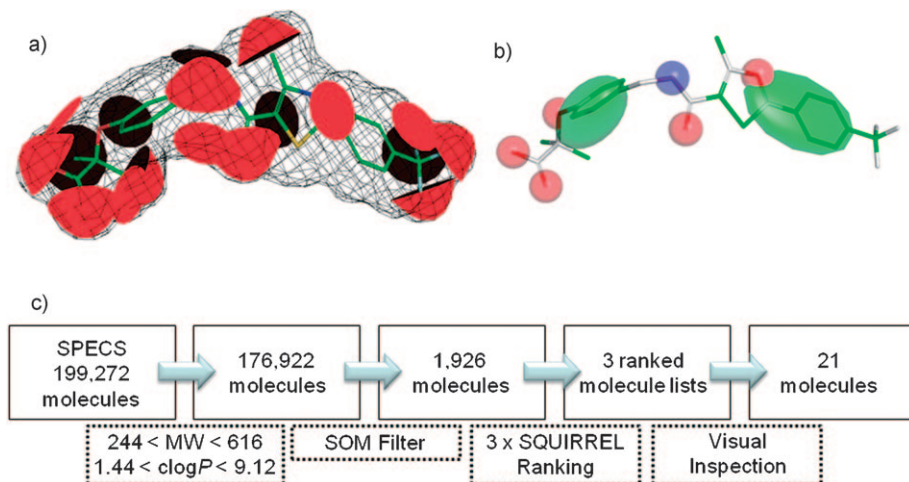 a)
b)
c)
SPECS
199,272
molecules
176,922
molecules
1,926
molecules
3 ranked
molecule lists
21
molecules
244 < MW < 616
1.44 < clogP < 9.12
SOM Filter
3 x SQUIRREL
Ranking
Visual
Inspection